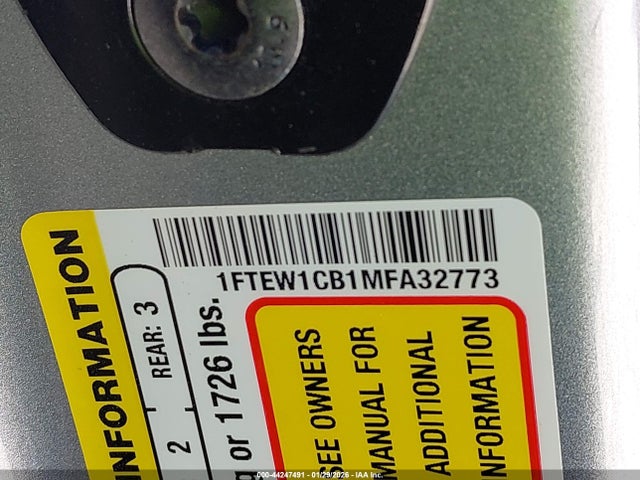 1FTEW1CB1MFA32773
INFORMATION
REAR: 3
2
or 1726 lbs.
SEE OWNERS
MANUAL FOR
ADDITIONAL
INFORMATION
000-44247491 - 01/29/2026 - IAA Inc.